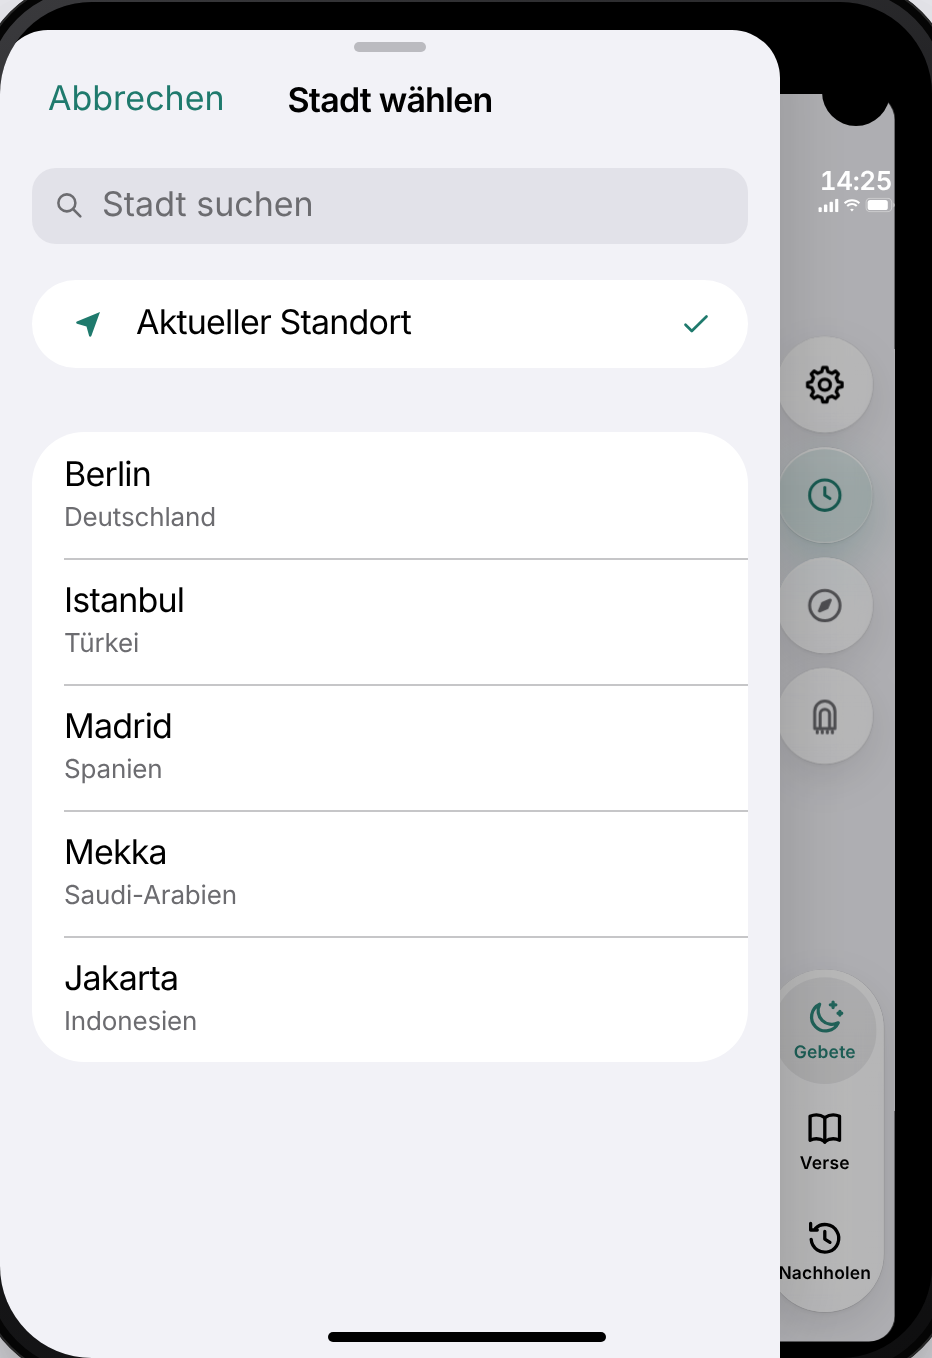 Abbrechen
Stadt wählen
Stadt suchen
Aktueller Standort
Berlin
Deutschland
Istanbul
Türkei
Madrid
Spanien
Mekka
Saudi-Arabien
Jakarta
Indonesien
14:25
Gebete
Verse
Nachholen